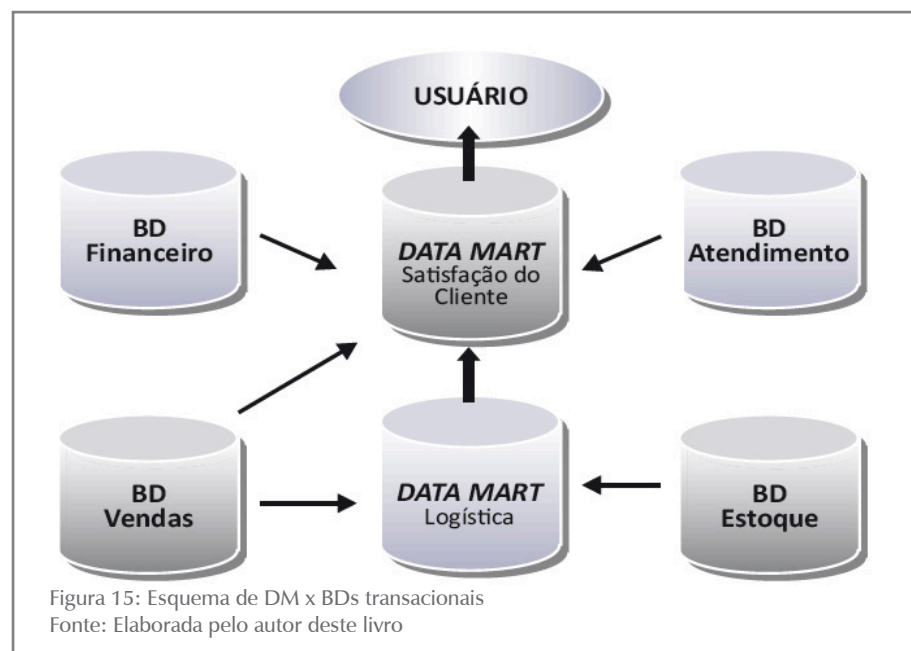 USUÁRIO
BD
Financeiro
DATA MART
Satisfação do
Cliente
BD
Atendimento
BD
Vendas
DATA MART
Logística
BD
Estoque
Figura 15: Esquema de DM x BDs transacionais
Fonte: Elaborada pelo autor deste livro